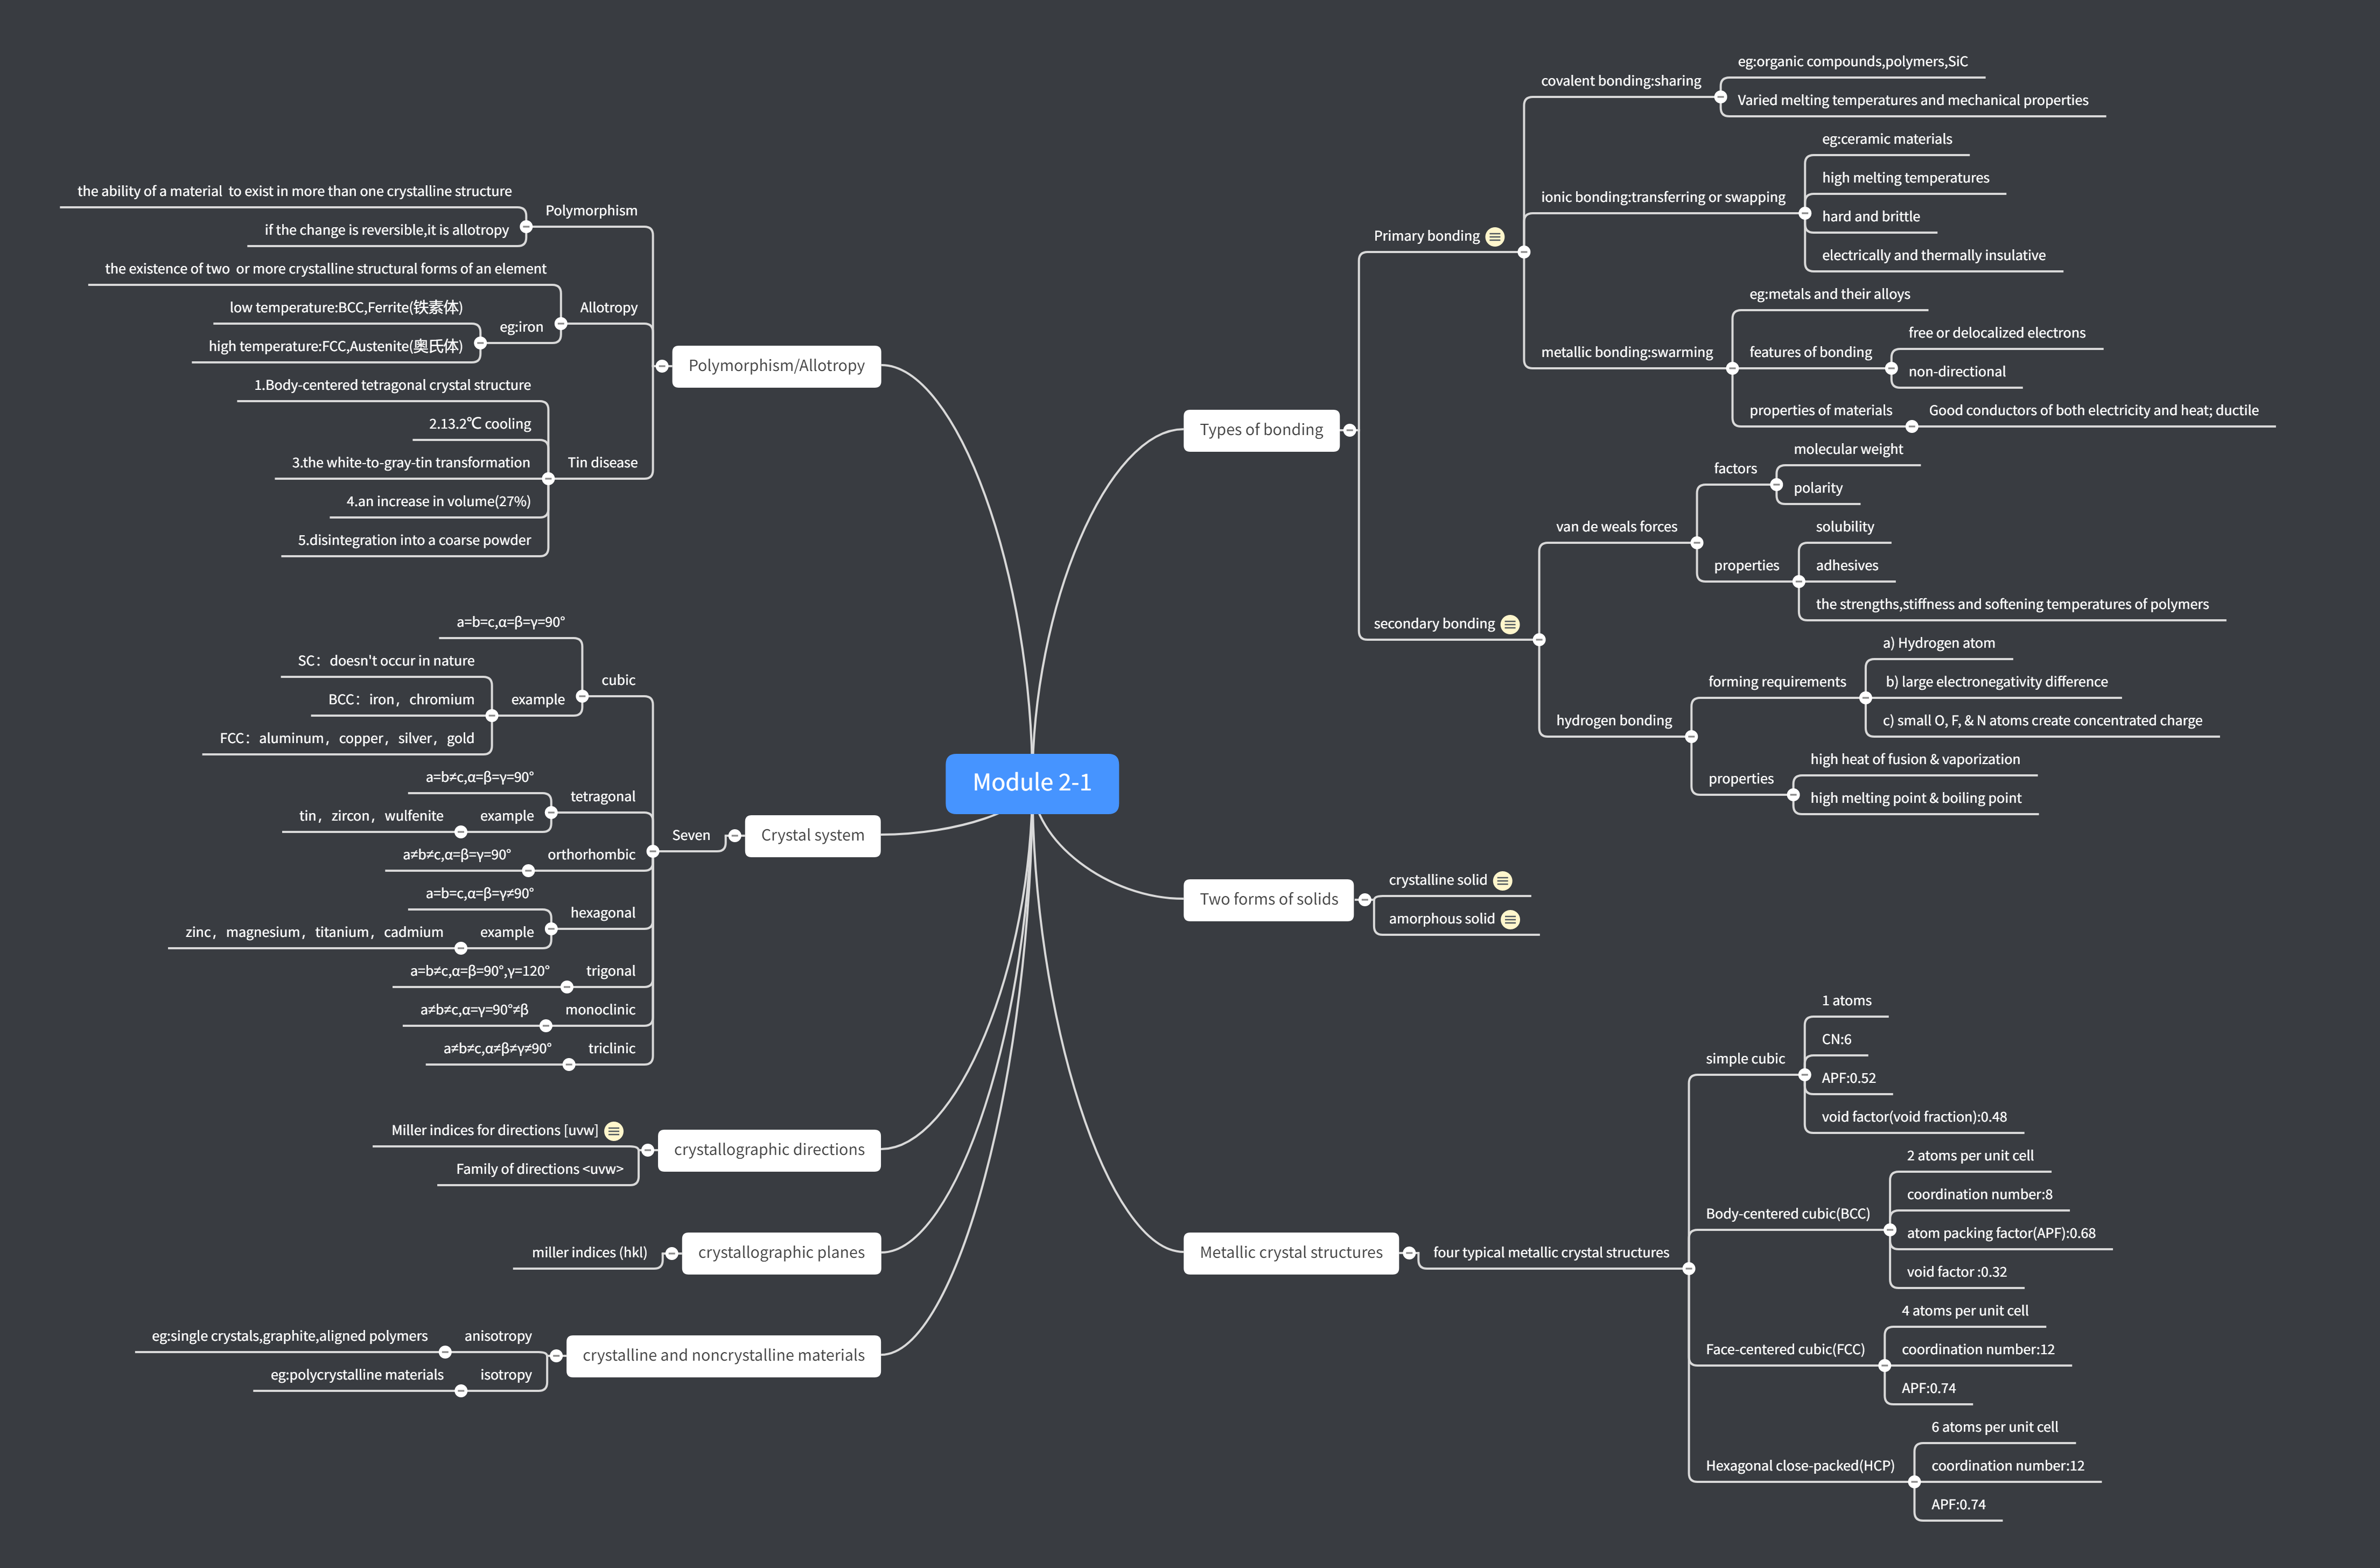 Module 2-1
Types of bonding
Primary bonding
covalent bonding:sharing
eg:organic compounds,polymers,SiC
Varied melting temperatures and mechanical properties
ionic bonding:transferring or swapping
eg:ceramic materials
high melting temperatures
hard and brittle
electrically and thermally insulative
metallic bonding:swarming
eg:metals and their alloys
features of bonding
free or delocalized electrons
non-directional
properties of materials
Good conductors of both electricity and heat; ductile
secondary bonding
van de weals forces
factors
molecular weight
polarity
properties
solubility
adhesives
the strengths,stiffness and softening temperatures of polymers
hydrogen bonding
forming requirements
a) Hydrogen atom
b) large electronegativity difference
c) small O, F, & N atoms create concentrated charge
properties
high heat of fusion & vaporization
high melting point & boiling point
Two forms of solids
crystalline solid
amorphous solid
Metallic crystal structures
four typical metallic crystal structures
simple cubic
1 atoms
CN:6
APF:0.52
void factor(void fraction):0.48
Body-centered cubic(BCC)
2 atoms per unit cell
coordination number:8
atom packing factor(APF):0.68
void factor :0.32
Face-centered cubic(FCC)
4 atoms per unit cell
coordination number:12
APF:0.74
Hexagonal close-packed(HCP)
6 atoms per unit cell
coordination number:12
APF:0.74
Polymorphism/Allotropy
Polymorphism
the ability of a material  to exist in more than one crystalline structure
if the change is reversible,it is allotropy
Allotropy
the existence of two  or more crystalline structural forms of an element
eg:iron
low temperature:BCC,Ferrite(铁素体)
high temperature:FCC,Austenite(奥氏体)
Tin disease
1.Body-centered tetragonal crystal structure
2.13.2℃ cooling
3.the white-to-gray-tin transformation
4.an increase in volume(27%)
5.disintegration into a coarse powder
Crystal system
Seven
cubic
a=b=c,α=β=γ=90°
example
SC：doesn't occur in nature
BCC：iron，chromium
FCC：aluminum，copper，silver，gold
tetragonal
a=b≠c,α=β=γ=90°
example
tin，zircon，wulfenite
orthorhombic
a≠b≠c,α=β=γ=90°
hexagonal
a=b=c,α=β=γ≠90°
example
zinc，magnesium，titanium，cadmium
trigonal
a=b≠c,α=β=90°,γ=120°
monoclinic
a≠b≠c,α=γ=90°≠β
triclinic
a≠b≠c,α≠β≠γ≠90°
crystallographic directions
Miller indices for directions [uvw]
Family of directions <uvw>
crystallographic planes
miller indices (hkl)
crystalline and noncrystalline materials
anisotropy
eg:single crystals,graphite,aligned polymers
isotropy
eg:polycrystalline materials